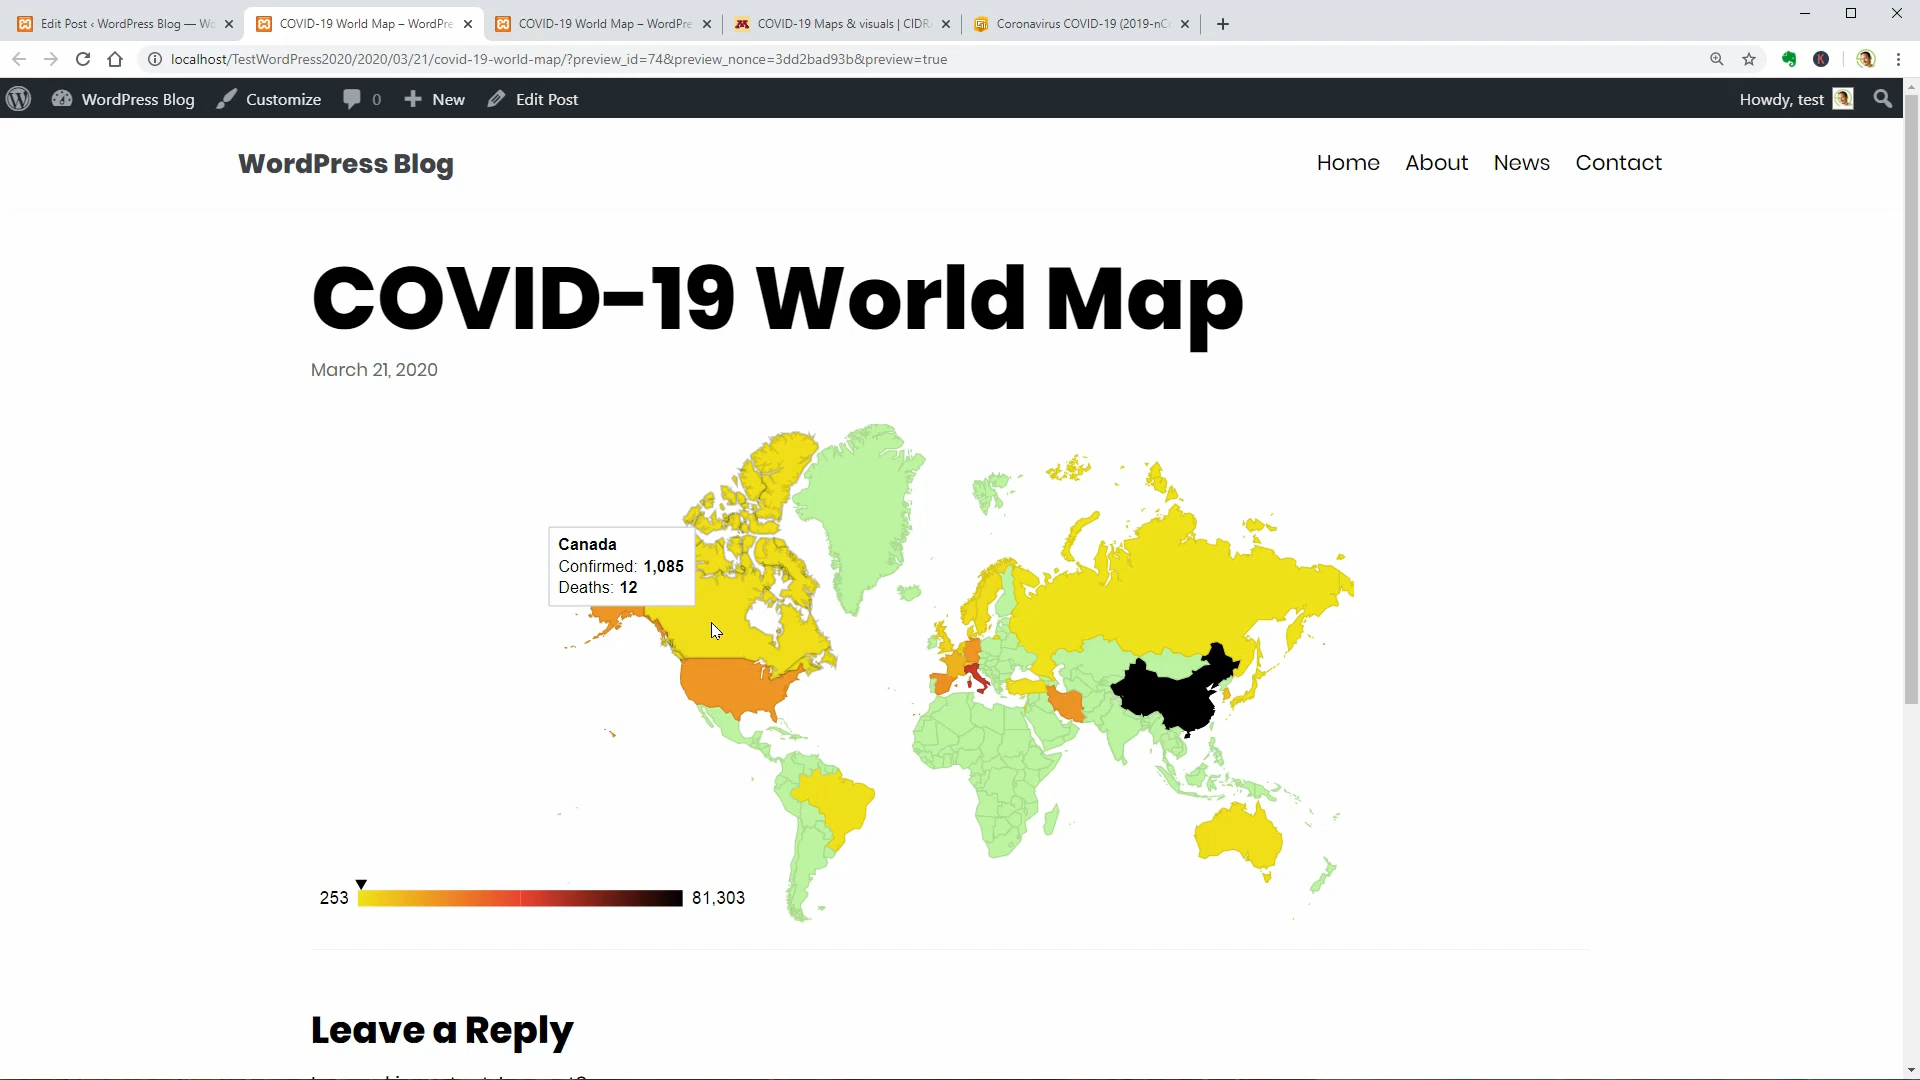 Edit Post ‹ WordPress Blog — Wo
COVID-19 World Map – WordPre
COVID-19 World Map – WordPre
COVID-19 Maps & visuals | CIDRA
Coronavirus COVID-19 (2019-nCo
localhost/TestWordPress2020/2020/03/21/covid-19-world-map/?preview_id=74&preview_nonce=3dd2bad93b&preview=true
WordPress Blog
Customize
0
New
Edit Post
Howdy, test
WordPress Blog
Home
About
News
Contact
COVID-19 World Map
March 21, 2020
Canada
Confirmed: 1,085
Deaths: 12
253
81,303
Leave a Reply